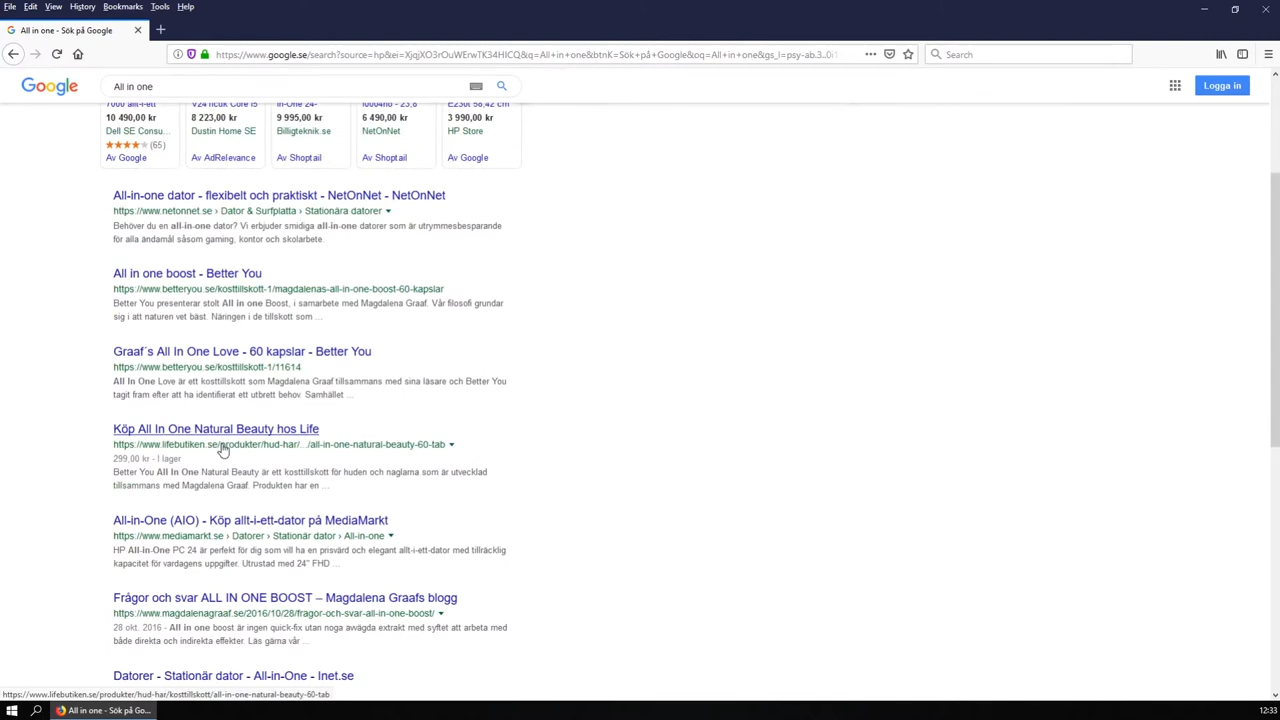 File Edit View History Bookmarks Tools Help
All in one - Sök på Google
https://www.google.se/search?source=hp&ei=XjqjXO3rOuWErwTK34HICQ&q=All+in+one&btnK=Sök+på+Google&oq=All+in+one&gs_l=psy-ab.3..0i
Search
Google
All in one
Logga in
7000 allt-i-ett
10 490,00 kr
Dell SE Consu...
(65)
Av Google
8 223,00 kr
Dustin Home SE
Av AdRelevance
In-One 24-
9 995,00 kr
Billigteknik.se
Av Shoptail
6 490,00 kr
NetOnNet
Av Shoptail
3 990,00 kr
HP Store
Av Google
All-in-one dator - flexibelt och praktiskt - NetOnNet - NetOnNet
https://www.netonnet.se › Dator & Surfplatta › Stationära datorer
Behöver du en all-in-one dator? Vi erbjuder smidiga all-in-one datorer som är utrymmesbesparande
för alla ändamål såsom gaming, kontor och skolarbete.
All in one boost - Better You
https://www.betteryou.se/kosttillskott-1/magdalenas-all-in-one-boost-60-kapslar
Better You presenterar stolt All in one Boost, i samarbete med Magdalena Graaf. Vår filosofi grundar
sig i att naturen vet bäst. Näringen i de tillskott som ...
Graaf´s All In One Love - 60 kapslar - Better You
https://www.betteryou.se/kosttillskott-1/11614
All In One Love är ett kosttillskott som Magdalena Graaf tillsammans med sina läsare och Better You
tagit fram efter att ha identifierat ett utbrett behov. Samhället ...
Köp All In One Natural Beauty hos Life
https://www.lifebutiken.se/produkter/hud-har/.../all-in-one-natural-beauty-60-tab
299,00 kr - I lager
Better You All In One Natural Beauty är ett kosttillskott för huden och naglarna som är utvecklad
tillsammans med Magdalena Graaf. Produkten har en ...
All-in-One (AIO) - Köp allt-i-ett-dator på MediaMarkt
https://www.mediamarkt.se › Datorer › Stationär dator › All-in-one
HP All-in-One PC 24 är perfekt för dig som vill ha en prisvärd och elegant allt-i-ett-dator med tillräcklig
kapacitet för vardagens uppgifter. Utrustad med 24" FHD ...
Frågor och svar ALL IN ONE BOOST – Magdalena Graafs blogg
https://www.magdalenagraaf.se/2016/10/28/fragor-och-svar-all-in-one-boost/
28 okt. 2016 - All in one boost är ingen quick-fix utan noga avvägda extrakt med syftet att arbeta med
både direkta och indirekta effekter. Läs gärna vår ...
Datorer - Stationär dator - All-in-One - Inet.se
https://www.lifebutiken.se/produkter/hud-har/kosttillskott/all-in-one-natural-beauty-60-tab
All in one - Sök på Go...
12:33